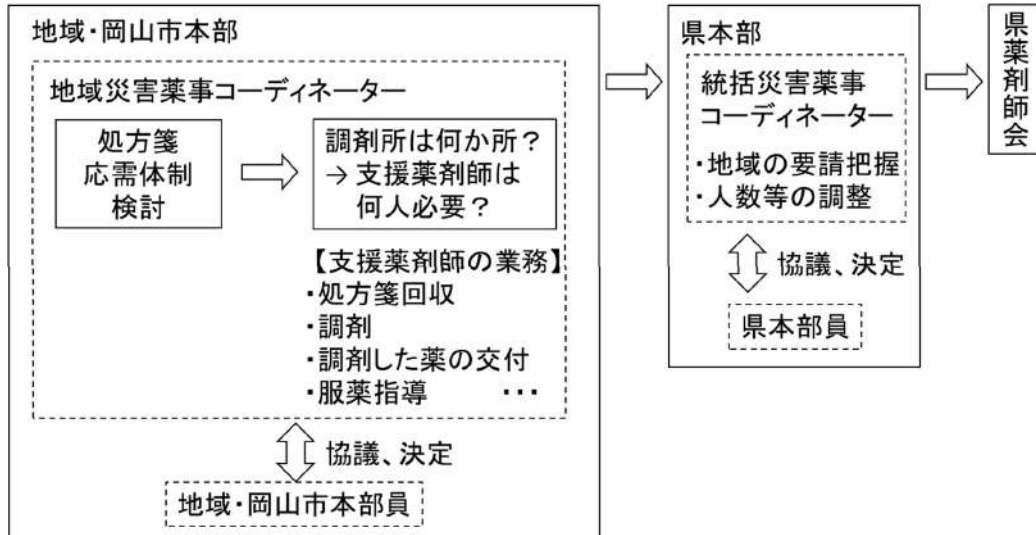 地域・岡山市本部
地域災害薬事コーディネーター
処方箋
応需体制
検討
調剤所は何か所？
→ 支援薬剤師は
何人必要？
【支援薬剤師の業務】
・処方箋回収
・調剤
・調剤した薬の交付
・服薬指導　　・・・
協議、決定
地域・岡山市本部員
県本部
統括災害薬事
コーディネーター
・地域の要請把握
・人数等の調整
協議、決定
県本部員
県薬剤師会